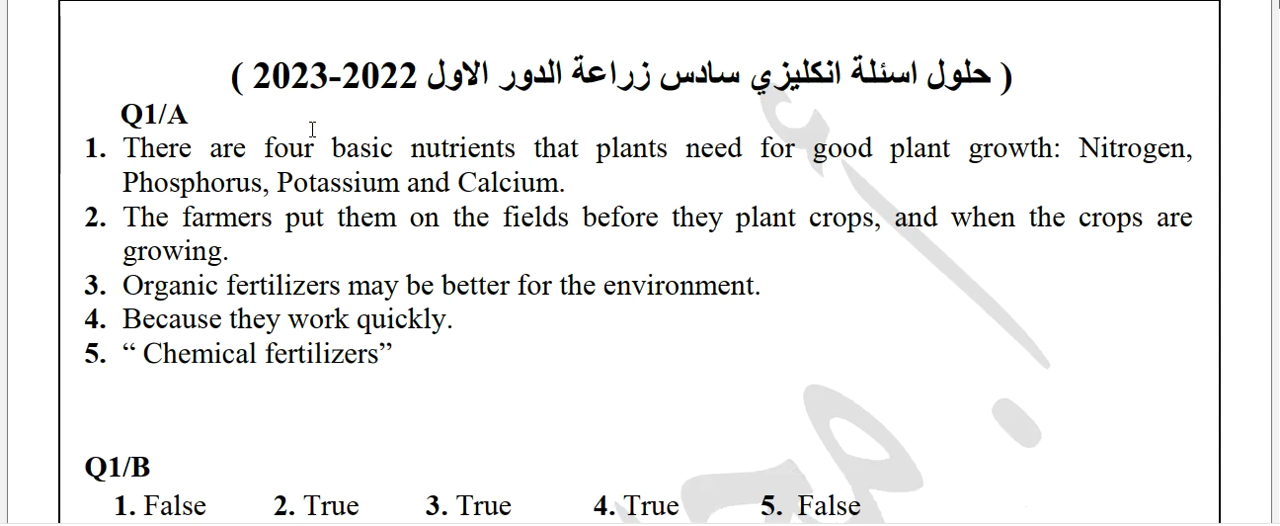 ( حلول اسئلة انكليزي سادس زراعة الدور الاول 2022-2023 )
Q1/A
1. There are four basic nutrients that plants need for good plant growth: Nitrogen,
Phosphorus, Potassium and Calcium.
2. The farmers put them on the fields before they plant crops, and when the crops are
growing.
3. Organic fertilizers may be better for the environment.
4. Because they work quickly.
5. “ Chemical fertilizers”
Q1/B
1. False 2. True 3. True 4. True 5. False